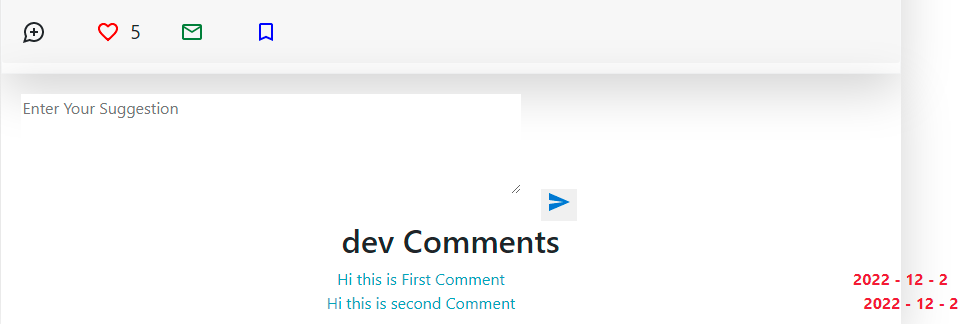 5
Enter Your Suggestion
dev Comments
Hi this is First Comment 2022 - 12 - 2
Hi this is second Comment 2022 - 12 - 2